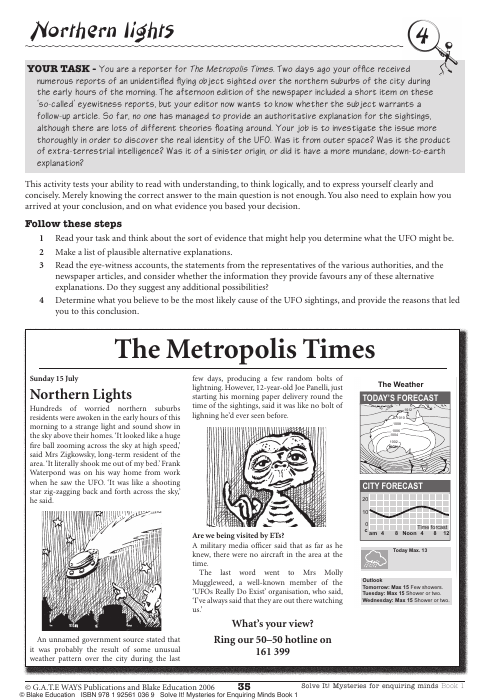 Northern lights
4
YOUR TASK - You are a reporter for The Metropolis Times. Two days ago your office received
numerous reports of an unidentified flying object sighted over the northern suburbs of the city during
the early hours of the morning. The afternoon edition of the newspaper included a short item on these
'so-called' eyewitness reports, but your editor now wants to know whether the subject warrants a
follow-up article. So far, no one has managed to provide an authoritative explanation for the sightings,
although there are lots of different theories floating around. Your job is to investigate the issue more
thoroughly in order to discover the real identity of the UFO. Was it from outer space? Was it the product
of extra-terrestrial intelligence? Was it of a sinister origin, or did it have a more mundane, down-to-earth
explanation?
This activity tests your ability to read with understanding, to think logically, and to express yourself clearly and
concisely. Merely knowing the correct answer to the main question is not enough. You also need to explain how you
arrived at your conclusion, and on what evidence you based your decision.
Follow these steps
1 Read your task and think about the sort of evidence that might help you determine what the UFO might be.
2 Make a list of plausible alternative explanations.
3 Read the eye-witness accounts, the statements from the representatives of the various authorities, and the
newspaper articles, and consider whether the information they provide favours any of these alternative
explanations. Do they suggest any additional possibilities?
4 Determine what you believe to be the most likely cause of the UFO sightings, and provide the reasons that led
you to this conclusion.
The Metropolis Times
Sunday 15 July
Northern Lights
Hundreds of worried northern suburbs
residents were awoken in the early hours of this
morning to a strange light and sound show in
the sky above their homes. 'It looked like a huge
fire ball zooming across the sky at high speed,'
said Mrs Zigkowsky, long-term resident of the
area. 'It literally shook me out of my bed.' Frank
Waterpond was on his way home from work
when he saw the UFO. 'It was like a shooting
star zig-zagging back and forth across the sky,'
he said.
An unnamed government source stated that
it was probably the result of some unusual
weather pattern over the city during the last
few days, producing a few random bolts of
lightning. However, 12-year-old Joe Panelli, just
starting his morning paper delivery round the
time of the sightings, said it was like no bolt of
lightning he'd ever seen before.
Are we being visited by ETs?
A military media officer said that as far as he
knew, there were no aircraft in the area at the
time.
The last word went to Mrs Molly
Muggleweed, a well-known member of the
'UFOs Really Do Exist' organisation, who said,
'I've always said that they are out there watching
us.'
What's your view?
Ring our 50–50 hotline on
161 399
The Weather
TODAY'S FORECAST
CITY FORECAST
20
10
0
Time forecast
am 4 8 Noon 4 8 12
Today Max. 13
Outlook
Tomorrow: Max 15 Few showers.
Tuesday: Max 15 Shower or two.
Wednesday: Max 15 Shower or two.
© G.A.T.E WAYS Publications and Blake Education 2006 35 Solve It! Mysteries for enquiring minds Book 1
© Blake Education ISBN 978 1 92561 036 9 Solve It! Mysteries for Enquiring Minds Book 1